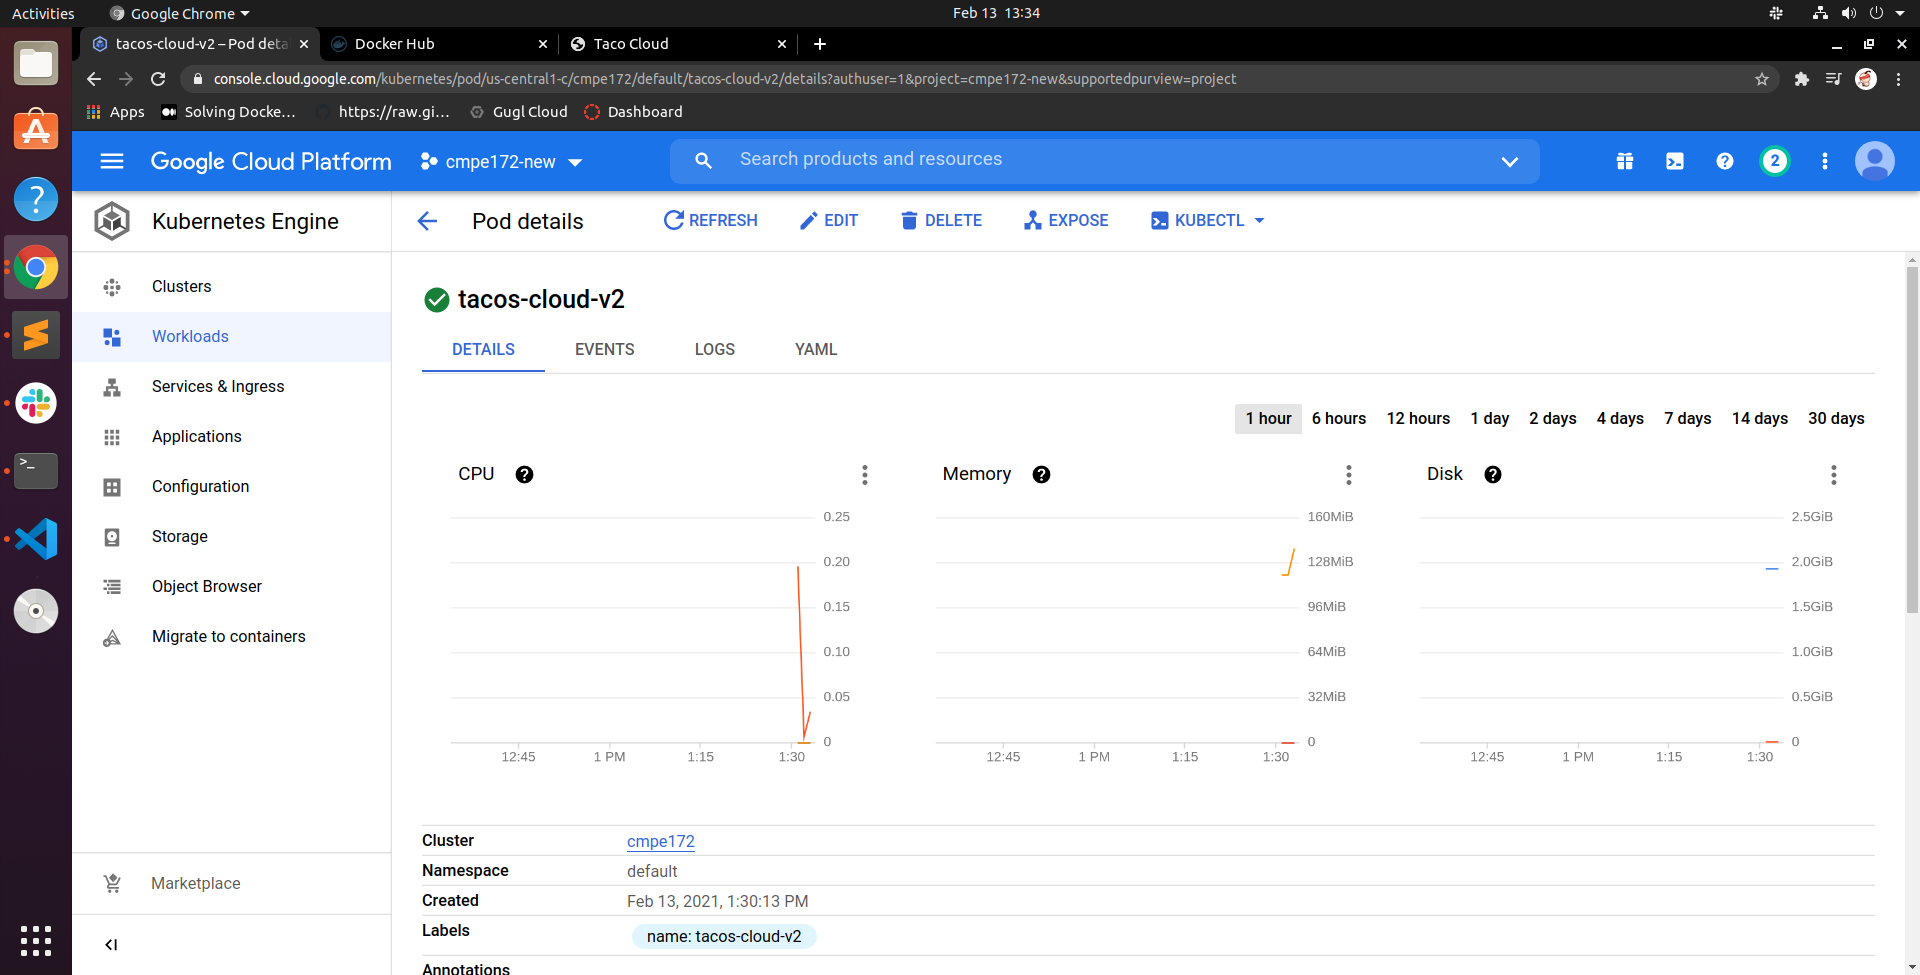 Activities
Google Chrome
Feb 13 13:34
tacos-cloud-v2 – Pod deta
Docker Hub
Taco Cloud
console.cloud.google.com/kubernetes/pod/us-central1-c/cmpe172/default/tacos-cloud-v2/details?authuser=1&project=cmpe172-new&supportedpurview=project
Apps
Solving Docke...
https://raw.gi...
Gugl Cloud
Dashboard
Google Cloud Platform
cmpe172-new
Search products and resources
2
Kubernetes Engine
Pod details
REFRESH
EDIT
DELETE
EXPOSE
KUBECTL
Clusters
Workloads
Services & Ingress
Applications
Configuration
Storage
Object Browser
Migrate to containers
Marketplace
tacos-cloud-v2
DETAILS
EVENTS
LOGS
YAML
1 hour
6 hours
12 hours
1 day
2 days
4 days
7 days
14 days
30 days
CPU
0.25
0.20
0.15
0.10
0.05
0
12:45
1 PM
1:15
1:30
Memory
160MiB
128MiB
96MiB
64MiB
32MiB
0
12:45
1 PM
1:15
1:30
Disk
2.5GiB
2.0GiB
1.5GiB
1.0GiB
0.5GiB
0
12:45
1 PM
1:15
1:30
Cluster
cmpe172
Namespace
default
Created
Feb 13, 2021, 1:30:13 PM
Labels
name: tacos-cloud-v2
Annotations